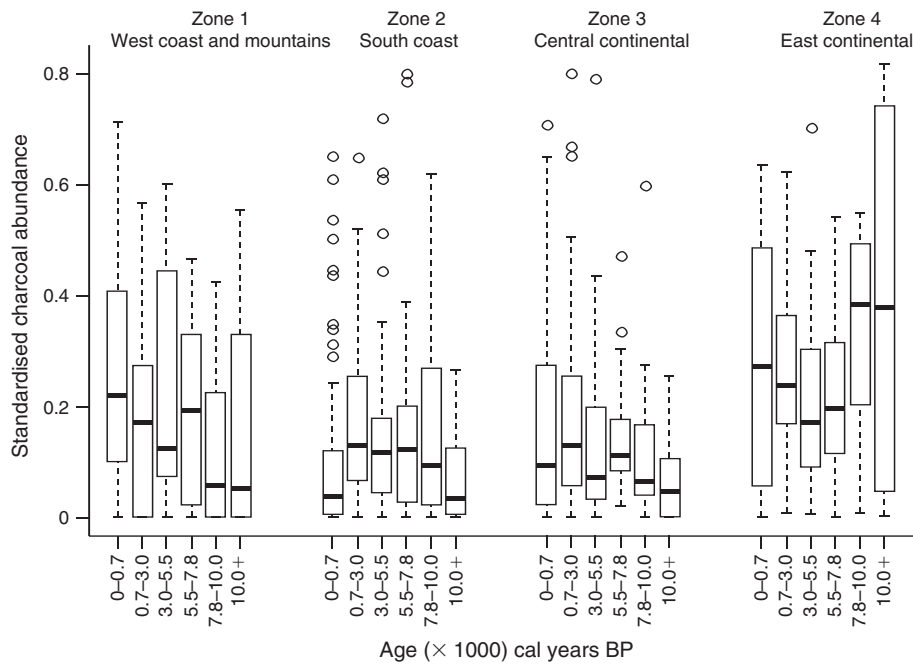 Zone 1
West coast and mountains
Zone 2
South coast
Zone 3
Central continental
Zone 4
East continental
Standardised charcoal abundance
0.8
0.6
0.4
0.2
0
0–0.7
0.7–3.0
3.0–5.5
5.5–7.8
7.8–10.0
10.0+
0–0.7
0.7–3.0
3.0–5.5
5.5–7.8
7.8–10.0
10.0+
0–0.7
0.7–3.0
3.0–5.5
5.5–7.8
7.8–10.0
10.0+
0–0.7
0.7–3.0
3.0–5.5
5.5–7.8
7.8–10.0
10.0+
Age (× 1000) cal years BP